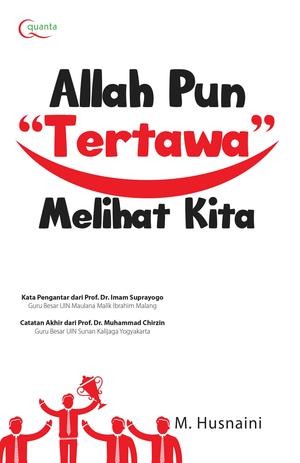 quanta
Allah Pun
“Tertawa”
Melihat Kita
Kata Pengantar dari Prof. Dr. Imam Suprayogo
Guru Besar UIN Maulana Malik Ibrahim Malang
Catatan Akhir dari Prof. Dr. Muhammad Chirzin
Guru Besar UIN Sunan Kalijaga Yogyakarta
M. Husnaini